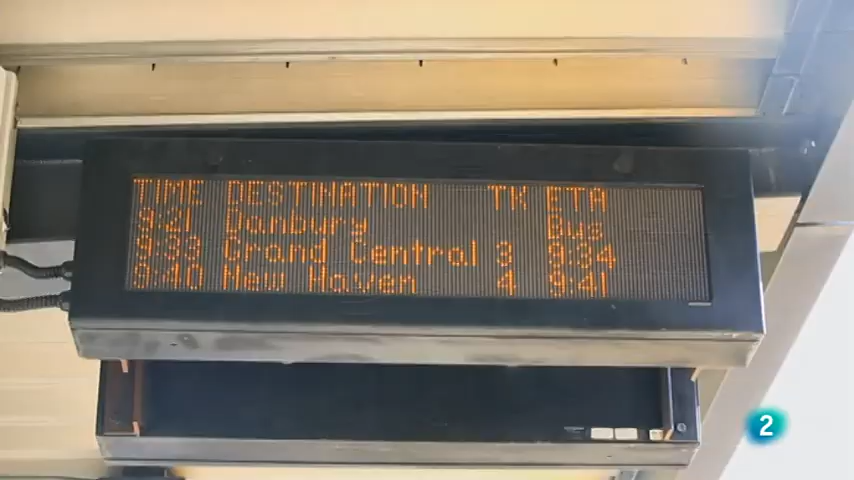 TIME DESTINATION TK ETA
9:21 Danbury Bus
9:33 Grand Central 3 9:34
9:40 New Haven 4 9:41
2